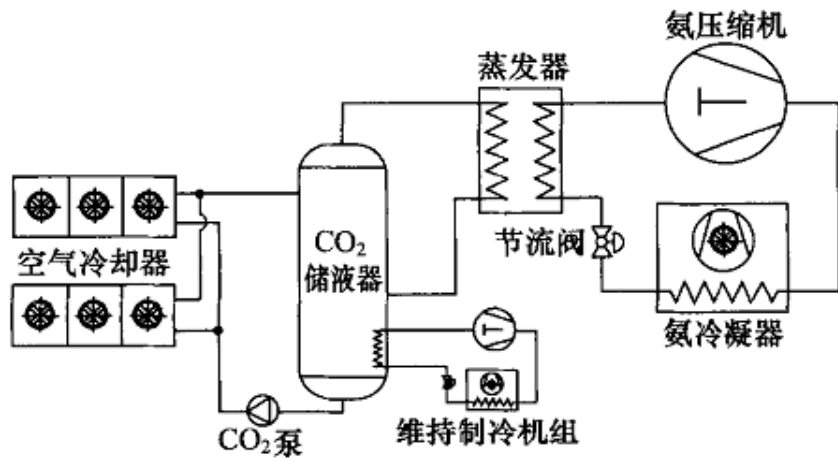 氨压缩机
蒸发器
空气冷却器
CO₂
储液器
节流阀
氨冷凝器
CO₂泵
维持制冷机组